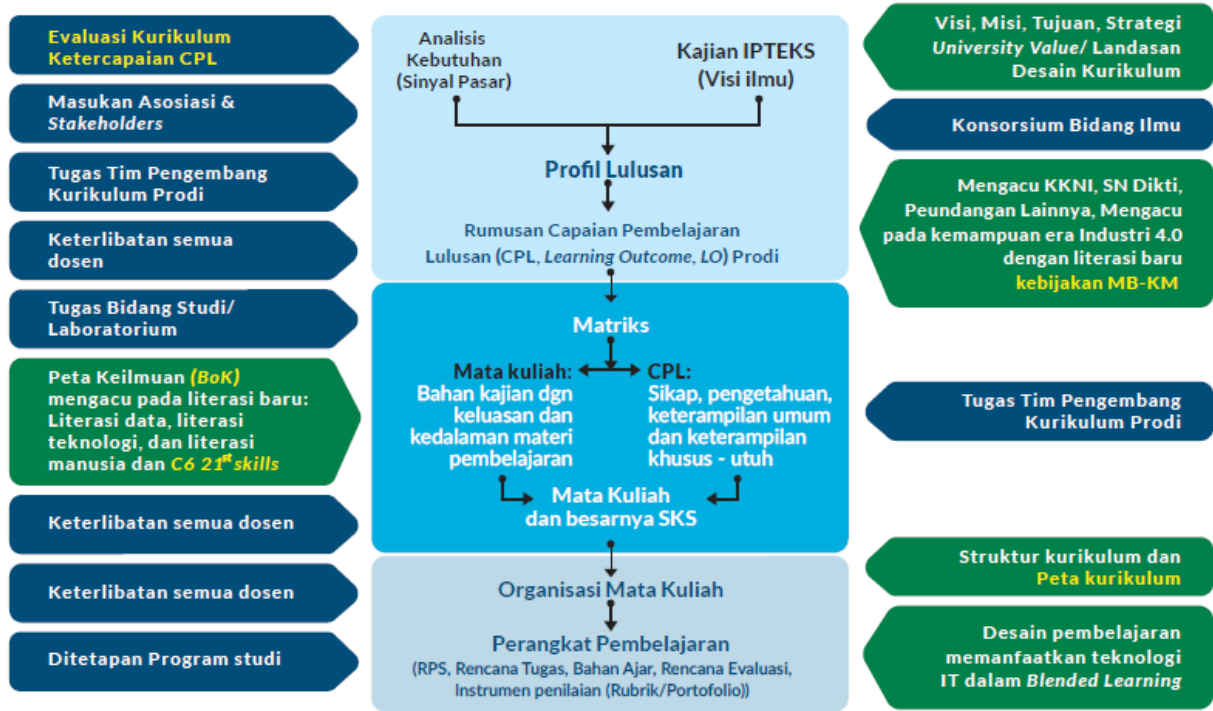 Evaluasi Kurikulum
Ketercapaian CPL
Masukan Asosiasi &
Stakeholders
Tugas Tim Pengembang
Kurikulum Prodi
Keterlibatan semua
dosen
Tugas Bidang Studi/
Laboratorium
Peta Keilmuan (BoK)
mengacu pada literasi baru:
Literasi data, literasi
teknologi, dan literasi
manusia dan C6 21st skills
Keterlibatan semua dosen
Keterlibatan semua dosen
Ditetapan Program studi
Analisis
Kebutuhan
(Sinyal Pasar)
Kajian IPTEKS
(Visi ilmu)
Profil Lulusan
Rumusan Capaian Pembelajaran
Lulusan (CPL, Learning Outcome, LO) Prodi
Matriks
Mata kuliah:
Bahan kajian dgn
keluasan dan
kedalaman materi
pembelajaran
CPL:
Sikap, pengetahuan,
keterampilan umum
dan keterampilan
khusus - utuh
Mata Kuliah
dan besarnya SKS
Organisasi Mata Kuliah
Perangkat Pembelajaran
(RPS, Rencana Tugas, Bahan Ajar, Rencana Evaluasi,
Instrumen penilaian (Rubrik/Portofolio))
Visi, Misi, Tujuan, Strategi
University Value/ Landasan
Desain Kurikulum
Konsorsium Bidang Ilmu
Mengacu KKNI, SN Dikti,
Peundangan Lainnya, Mengacu
pada kemampuan era Industri 4.0
dengan literasi baru
kebijakan MB-KM
Tugas Tim Pengembang
Kurikulum Prodi
Struktur kurikulum dan
Peta kurikulum
Desain pembelajaran
memanfaatkan teknologi
IT dalam Blended Learning